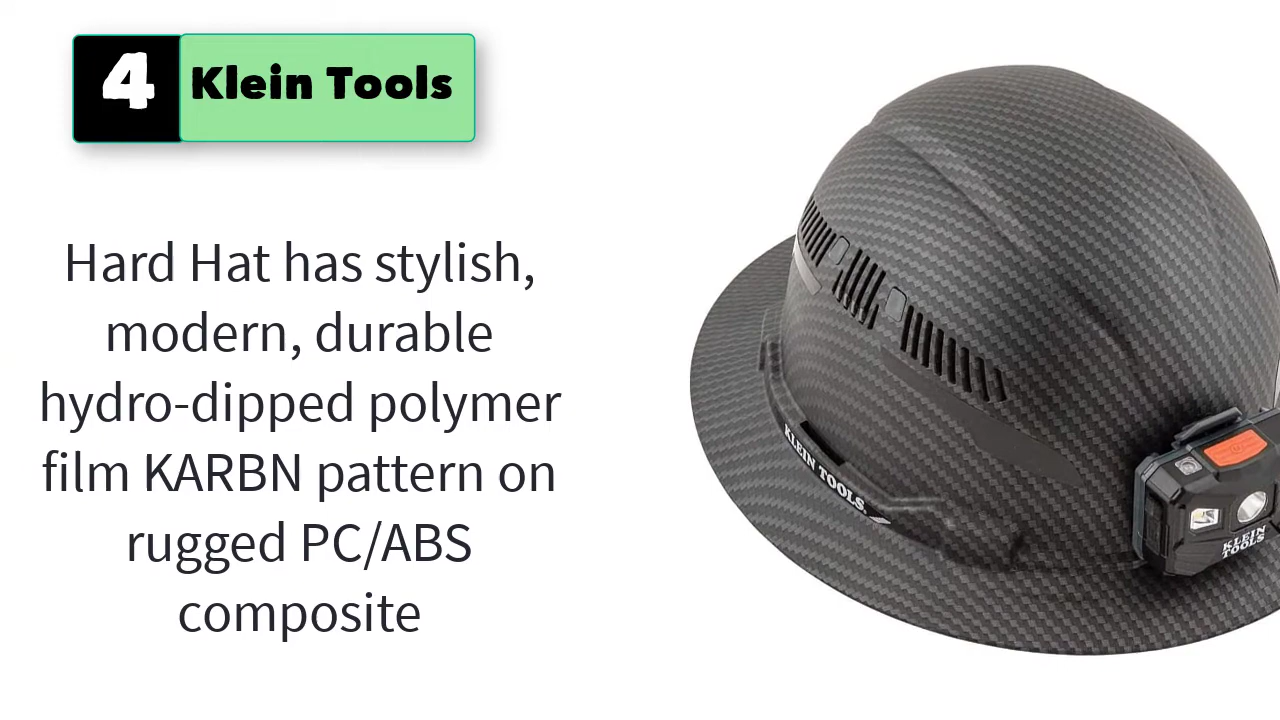 4 Klein Tools
Hard Hat has stylish,
modern, durable
hydro-dipped polymer
film KARBN pattern on
rugged PC/ABS
composite
KLEIN TOOLS
KLEIN
TOOLS